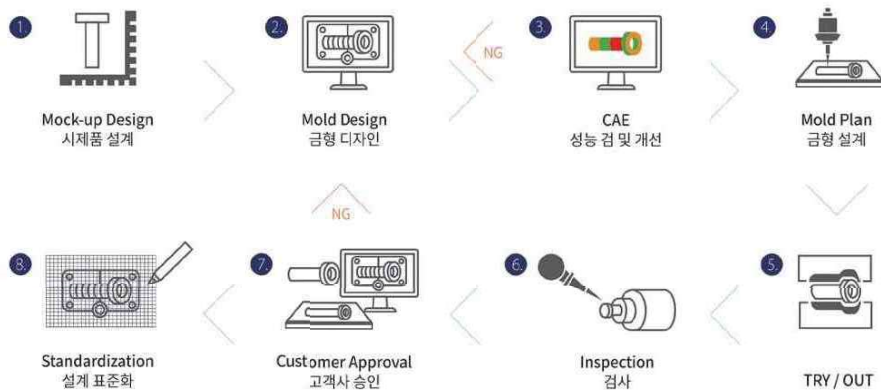 1.
Mock-up Design
시제품 설계
2.
Mold Design
금형 디자인
NG
3.
CAE
성능 검 및 개선
4.
Mold Plan
금형 설계
5.
TRY / OUT
6.
Inspection
검사
NG
7.
Customer Approval
고객사 승인
8.
Standardization
설계 표준화